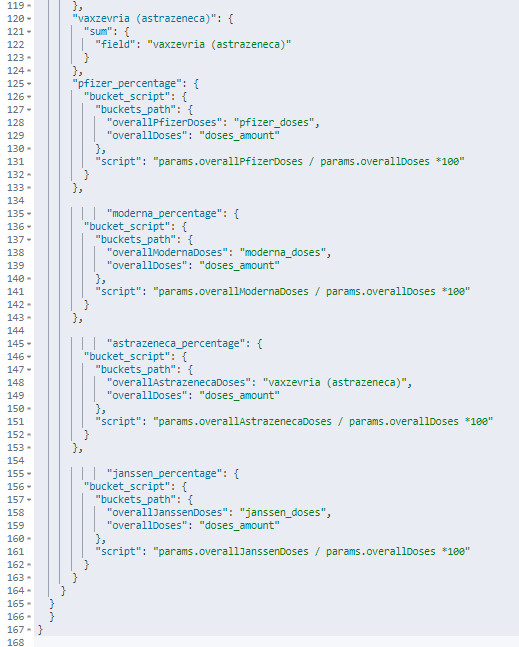 119 },
120 "vaxzevria (astrazeneca)": {
121 "sum": {
122 "field": "vaxzevria (astrazeneca)"
123 }
124 },
125 "pfizer_percentage": {
126 "bucket_script": {
127 "buckets_path": {
128 "overallPfizerDoses": "pfizer_doses",
129 "overallDoses": "doses_amount"
130 },
131 "script": "params.overallPfizerDoses / params.overallDoses *100"
132 }
133 },
134
135 "moderna_percentage": {
136 "bucket_script": {
137 "buckets_path": {
138 "overallModernaDoses": "moderna_doses",
139 "overallDoses": "doses_amount"
140 },
141 "script": "params.overallModernaDoses / params.overallDoses *100"
142 }
143 },
144
145 "astrazeneca_percentage": {
146 "bucket_script": {
147 "buckets_path": {
148 "overallAstrazenecaDoses": "vaxzevria (astrazeneca)",
149 "overallDoses": "doses_amount"
150 },
151 "script": "params.overallAstrazenecaDoses / params.overallDoses *100"
152 }
153 },
154
155 "janssen_percentage": {
156 "bucket_script": {
157 "buckets_path": {
158 "overallJanssenDoses": "janssen_doses",
159 "overallDoses": "doses_amount"
160 },
161 "script": "params.overallJanssenDoses / params.overallDoses *100"
162 }
163 }
164 }
165 }
166 }
167 }
168